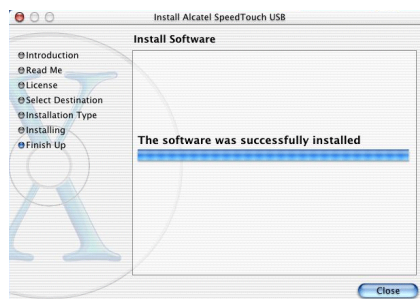 Install Alcatel SpeedTouch USB
Install Software
Introduction
Read Me
License
Select Destination
Installation Type
Installing
Finish Up
The software was successfully installed
Close